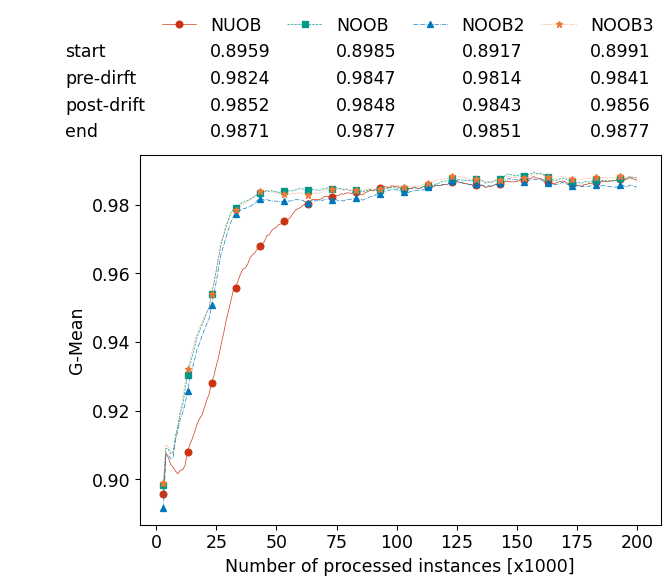 NUOB NOOB NOOB2 NOOB3
start 0.8959 0.8985 0.8917 0.8991
pre-dirft 0.9824 0.9847 0.9814 0.9841
post-drift 0.9852 0.9848 0.9843 0.9856
end 0.9871 0.9877 0.9851 0.9877
0.98
0.96
0.94
0.92
0.90
G-Mean
0 25 50 75 100 125 150 175 200
Number of processed instances [x1000]